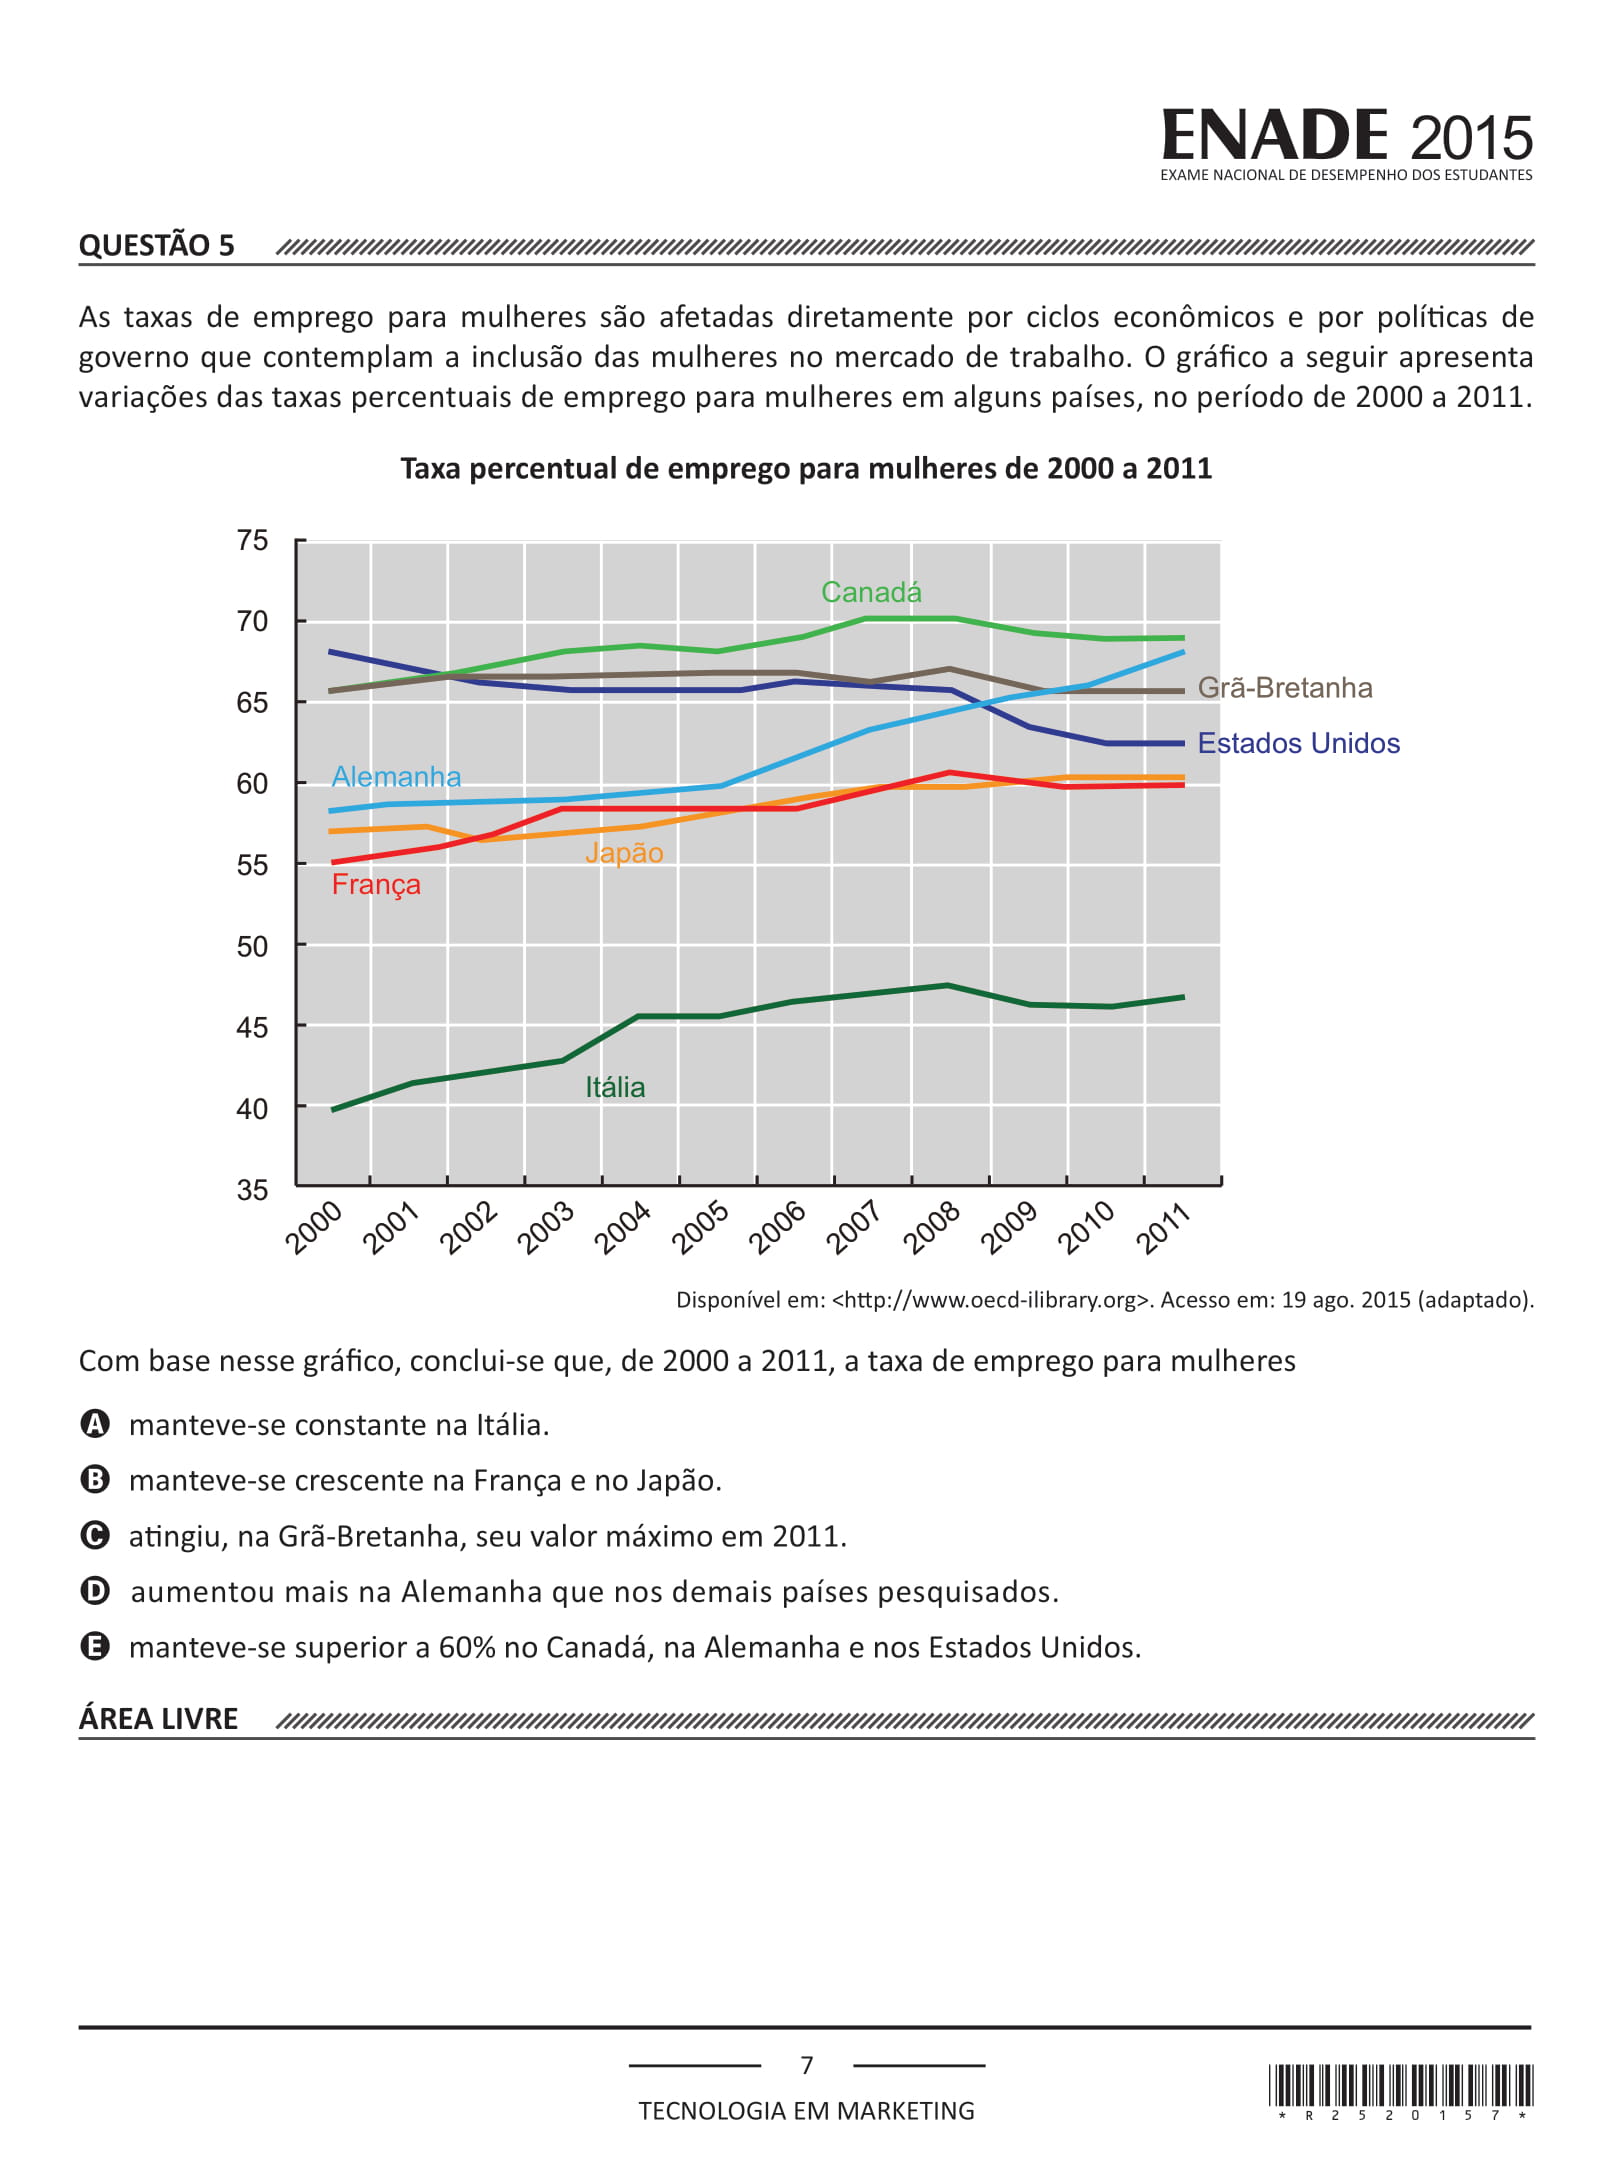 ENADE 2015
EXAME NACIONAL DE DESEMPENHO DOS ESTUDANTES
QUESTÃO 5
As taxas de emprego para mulheres são afetadas diretamente por ciclos econômicos e por políticas de
governo que contemplam a inclusão das mulheres no mercado de trabalho. O gráfico a seguir apresenta
variações das taxas percentuais de emprego para mulheres em alguns países, no período de 2000 a 2011.
Taxa percentual de emprego para mulheres de 2000 a 2011
75
70
65
60
55
50
45
40
35
Canadá
Grã-Bretanha
Estados Unidos
Alemanha
Japão
França
Itália
2000 2001 2002 2003 2004 2005 2006 2007 2008 2009 2010 2011
Disponível em: <http://www.oecd-ilibrary.org>. Acesso em: 19 ago. 2015 (adaptado).
Com base nesse gráfico, conclui-se que, de 2000 a 2011, a taxa de emprego para mulheres
A manteve-se constante na Itália.
B manteve-se crescente na França e no Japão.
C atingiu, na Grã-Bretanha, seu valor máximo em 2011.
D aumentou mais na Alemanha que nos demais países pesquisados.
E manteve-se superior a 60% no Canadá, na Alemanha e nos Estados Unidos.
ÁREA LIVRE
7
TECNOLOGIA EM MARKETING
* R 2 5 2 0 1 5 7 *